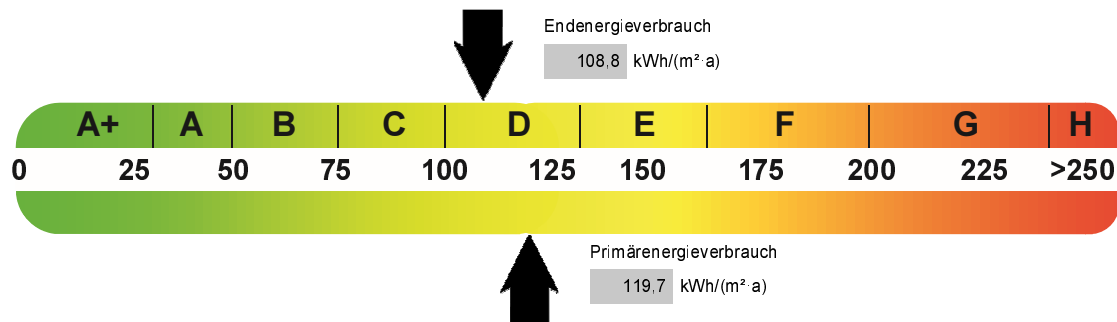 Endenergieverbrauch
108,8 kWh/(m²·a)
A+ A B C D E F G H
0 25 50 75 100 125 150 175 200 225 >250
Primärenergieverbrauch
119,7 kWh/(m²·a)